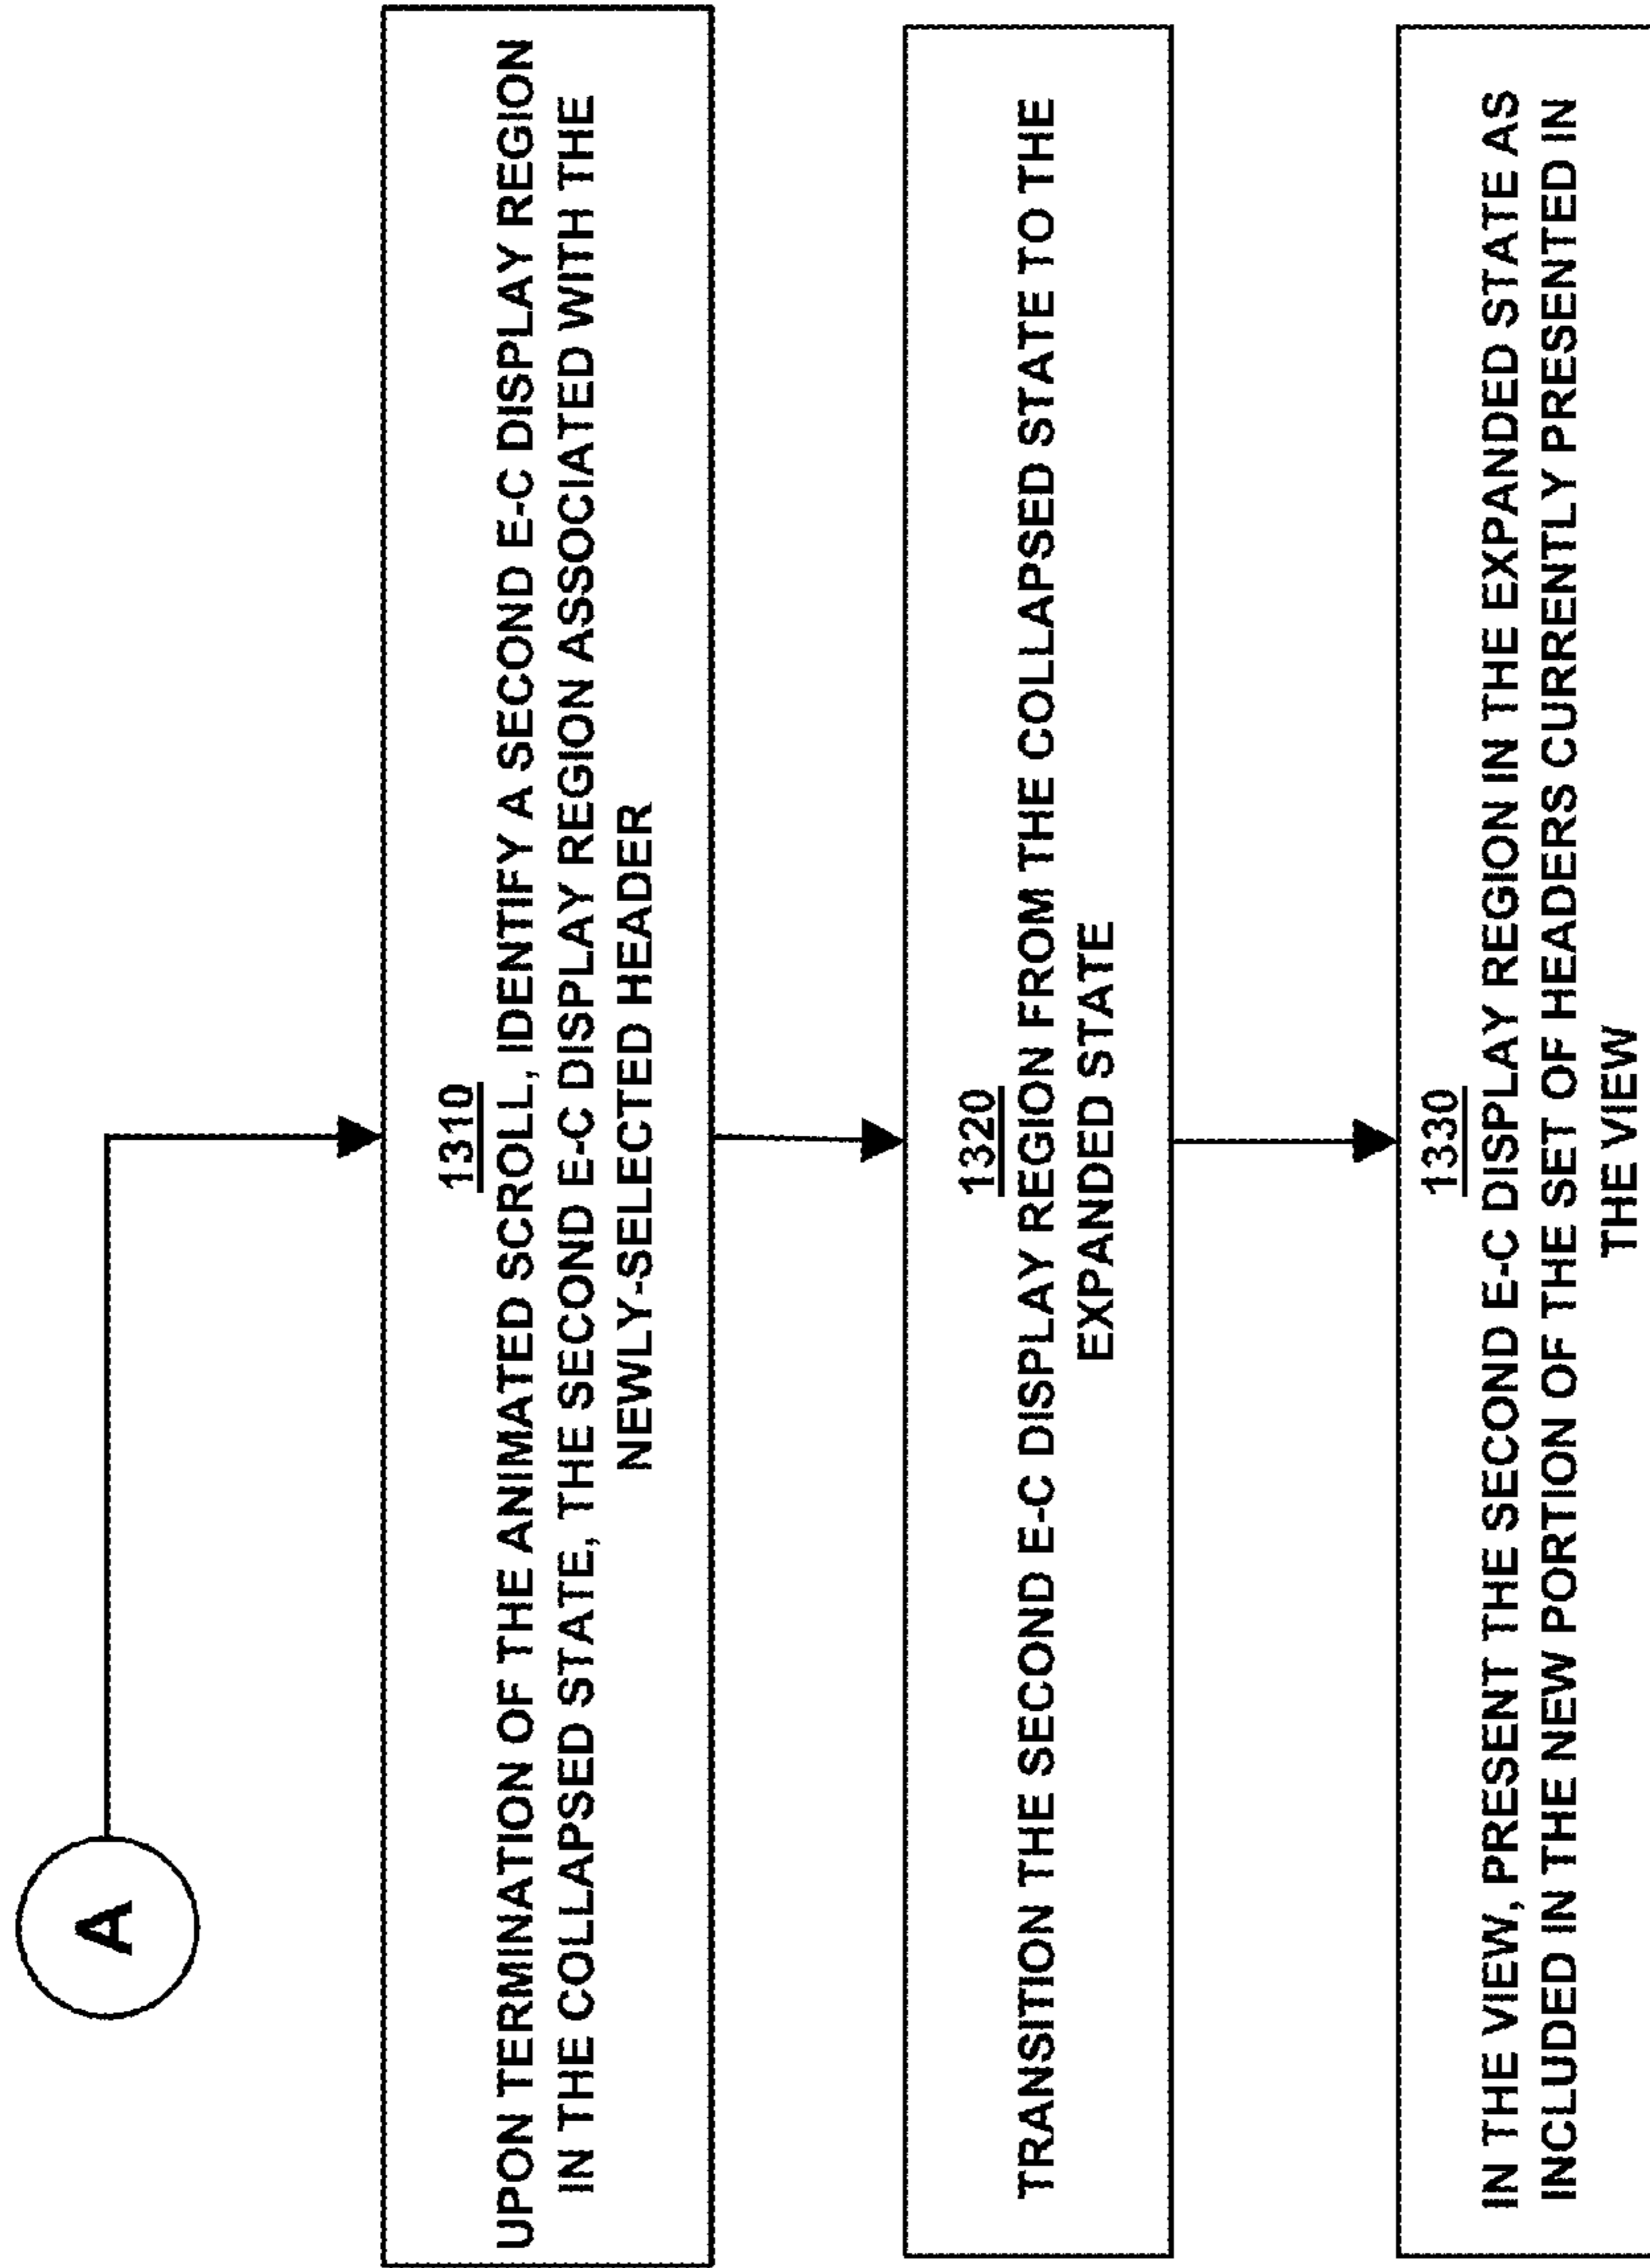 A
1310
UPON TERMINATION OF THE ANIMATED SCROLL, IDENTIFY A SECOND E-C DISPLAY REGION
IN THE COLLAPSED STATE, THE SECOND E-C DISPLAY REGION ASSOCIATED WITH THE
NEWLY-SELECTED HEADER
1320
TRANSITION THE SECOND E-C DISPLAY REGION FROM THE COLLAPSED STATE TO THE
EXPANDED STATE
1330
IN THE VIEW, PRESENT THE SECOND E-C DISPLAY REGION IN THE EXPANDED STATE AS
INCLUDED IN THE NEW PORTION OF THE SET OF HEADERS CURRENTLY PRESENTED IN
THE VIEW